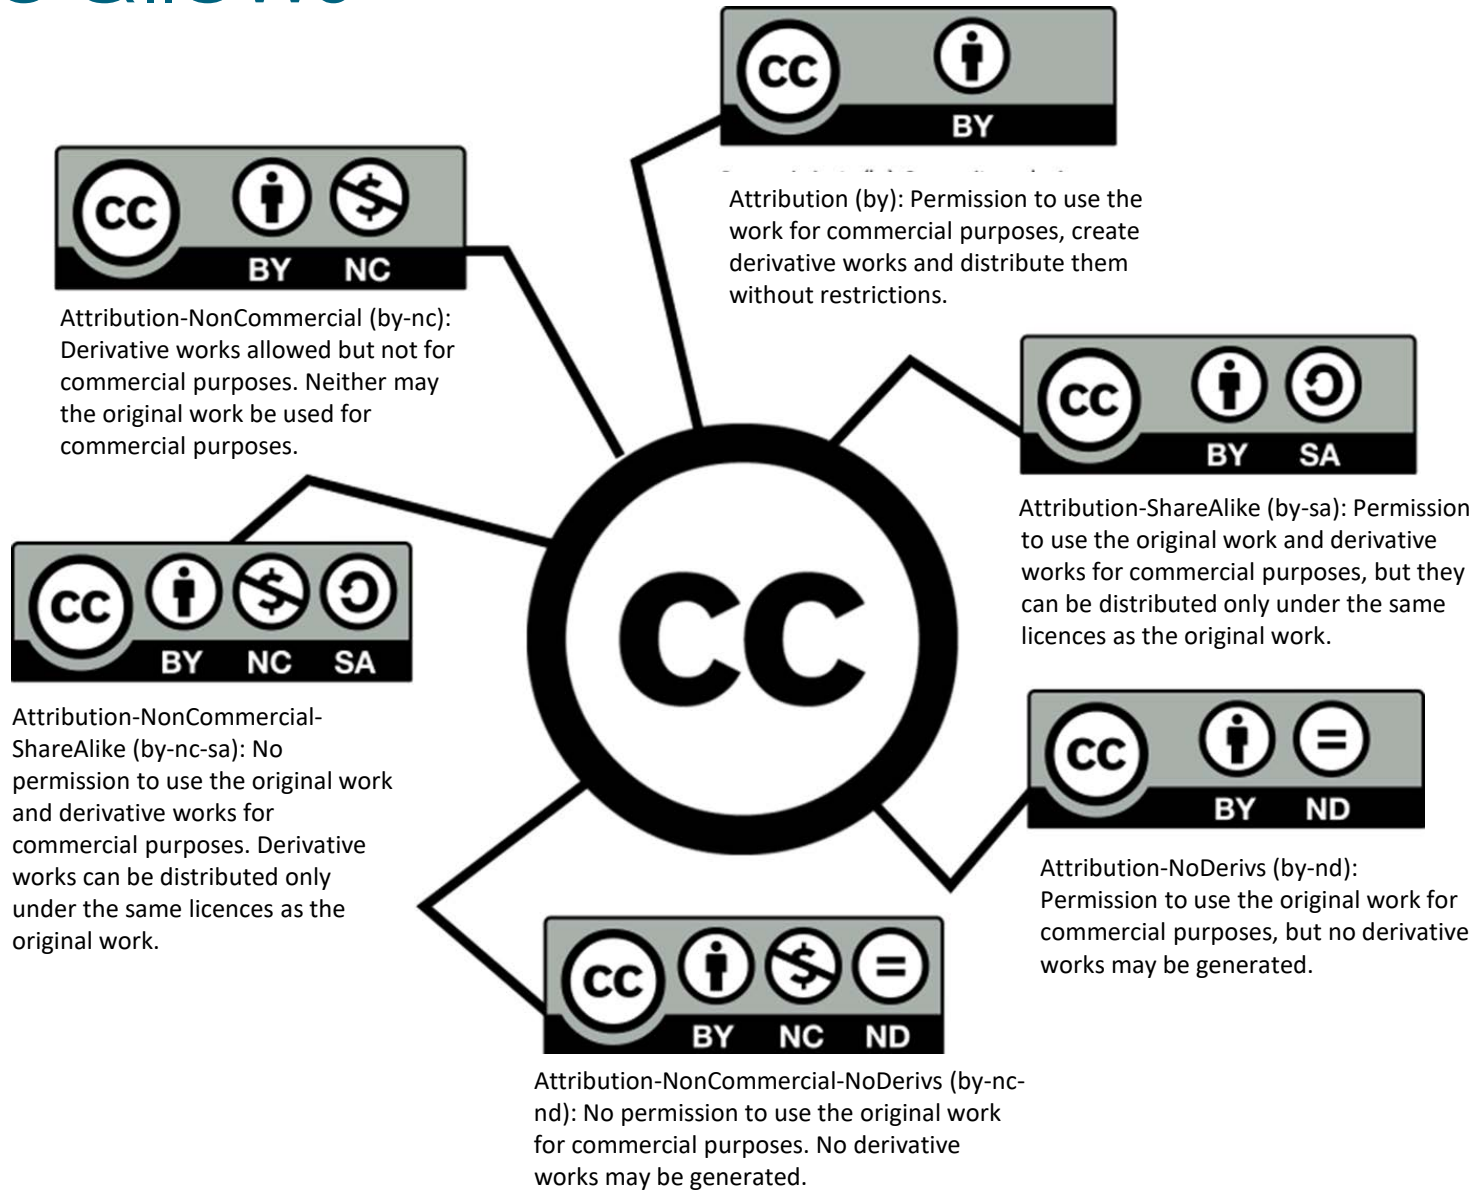 CC
BY
Attribution (by): Permission to use the
work for commercial purposes, create
derivative works and distribute them
without restrictions.
CC
BY NC
Attribution-NonCommercial (by-nc):
Derivative works allowed but not for
commercial purposes. Neither may
the original work be used for
commercial purposes.
CC
BY SA
Attribution-ShareAlike (by-sa): Permission
to use the original work and derivative
works for commercial purposes, but they
can be distributed only under the same
licences as the original work.
CC
BY NC SA
Attribution-NonCommercial-
ShareAlike (by-nc-sa): No
permission to use the original work
and derivative works for
commercial purposes. Derivative
works can be distributed only
under the same licences as the
original work.
CC
CC
BY ND
Attribution-NoDerivs (by-nd):
Permission to use the original work for
commercial purposes, but no derivative
works may be generated.
CC
BY NC ND
Attribution-NonCommercial-NoDerivs (by-nc-
nd): No permission to use the original work
for commercial purposes. No derivative
works may be generated.